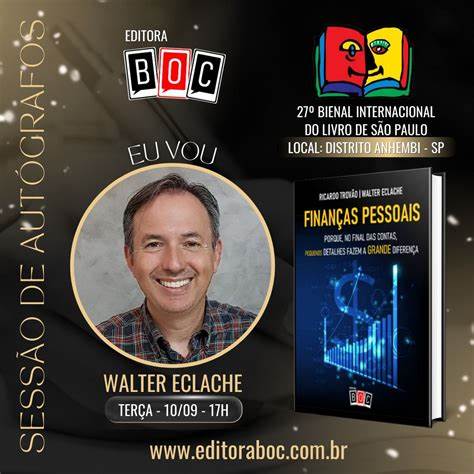 SESSÃO DE AUTÓGRAFOS
EDITORA
BOC
27º BIENAL INTERNACIONAL
DO LIVRO DE SÃO PAULO
LOCAL: DISTRITO ANHEMBI - SP
EU VOU
RICARDO TROVÃO | WALTER ECLACHE
FINANÇAS PESSOAIS
PORQUE, NO FINAL DAS CONTAS,
PEQUENOS DETALHES FAZEM A GRANDE DIFERENÇA
BOC
WALTER ECLACHE
TERÇA - 10/09 - 17H
www.editoraboc.com.br